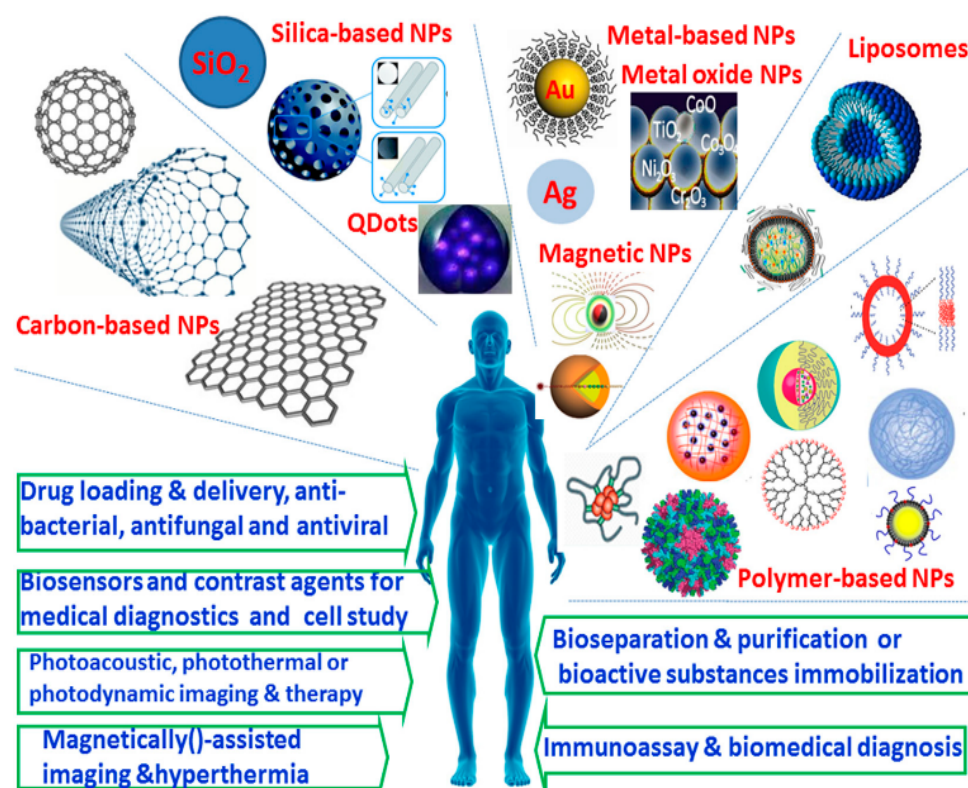 Silica-based NPs
SiO2
QDots
Carbon-based NPs
Metal-based NPs
Metal oxide NPs
Au
CoO
TiO2
Co3O4
Ni2O3
Cr2O3
Ag
Magnetic NPs
Liposomes
Polymer-based NPs
Drug loading & delivery, anti-
bacterial, antifungal and antiviral
Biosensors and contrast agents for
medical diagnostics and cell study
Photoacoustic, photothermal or
photodynamic imaging & therapy
Magnetically()-assisted
imaging &hyperthermia
Bioseparation & purification or
bioactive substances immobilization
Immunoassay & biomedical diagnosis